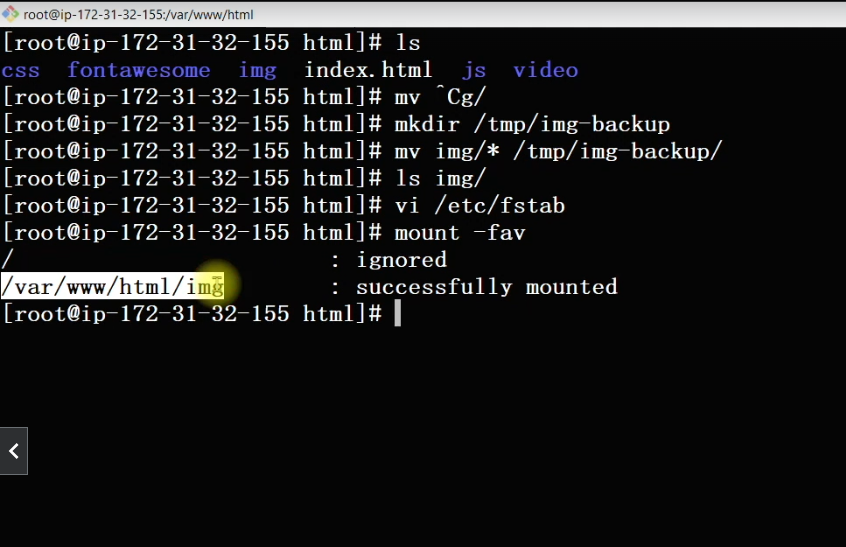 root@ip-172-31-32-155:/var/www/html
[root@ip-172-31-32-155 html]# ls
css  fontawesome  img  index.html  js  video
[root@ip-172-31-32-155 html]# mv ^Cg/
[root@ip-172-31-32-155 html]# mkdir /tmp/img-backup
[root@ip-172-31-32-155 html]# mv img/* /tmp/img-backup/
[root@ip-172-31-32-155 html]# ls img/
[root@ip-172-31-32-155 html]# vi /etc/fstab
[root@ip-172-31-32-155 html]# mount -fav
/                        : ignored
/var/www/html/img        : successfully mounted
[root@ip-172-31-32-155 html]#